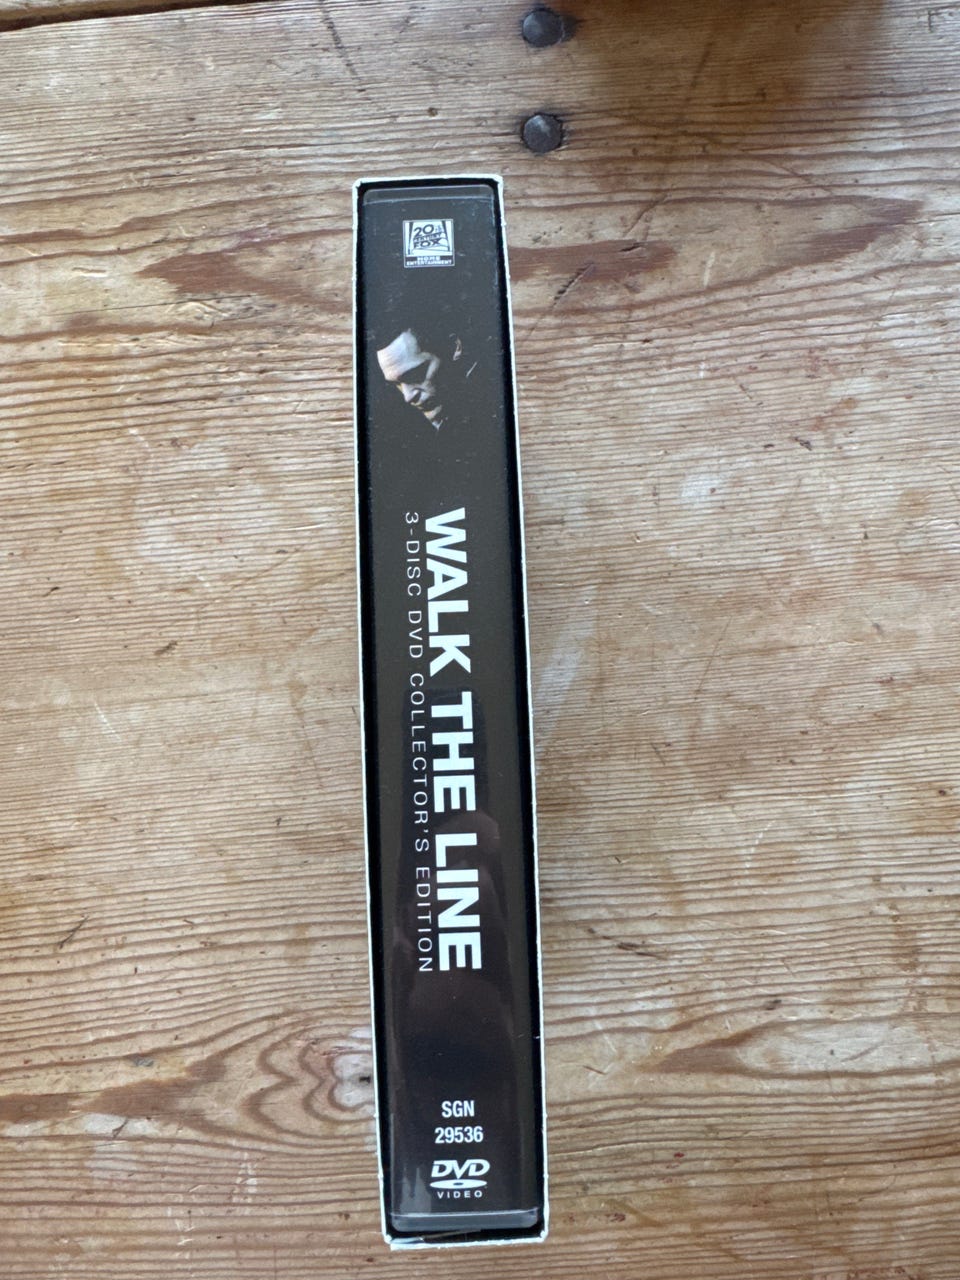 20th
CENTURY
FOX
HOME
ENTERTAINMENT
WALK THE LINE
3-DISC DVD COLLECTOR'S EDITION
SGN
29536
DVD
VIDEO